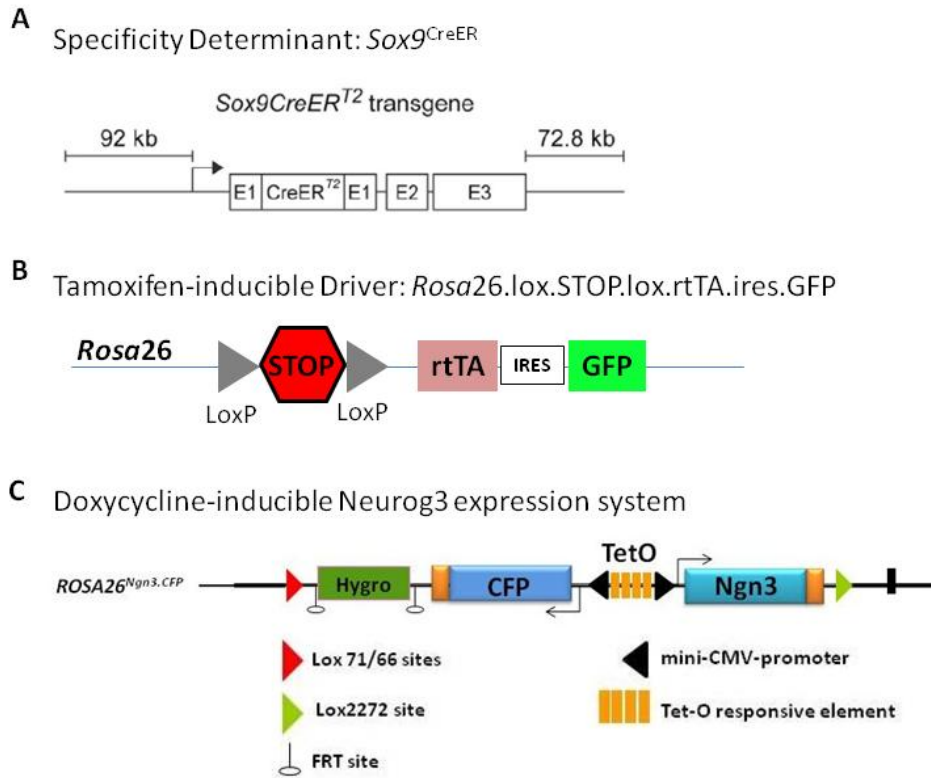 A
Specificity Determinant: Sox9CreER
Sox9CreERT2 transgene
92 kb
72.8 kb
E1 CreERT2 E1 E2 E3
B
Tamoxifen-inducible Driver: Rosa26.lox.STOP.lox.rtTA.ires.GFP
Rosa26
STOP
rtTA IRES GFP
LoxP LoxP
C
Doxycycline-inducible Neurog3 expression system
TetO
ROSA26Ngn3.CFP
Hygro CFP Ngn3
Lox 71/66 sites
mini-CMV-promoter
Lox2272 site
Tet-O responsive element
FRT site